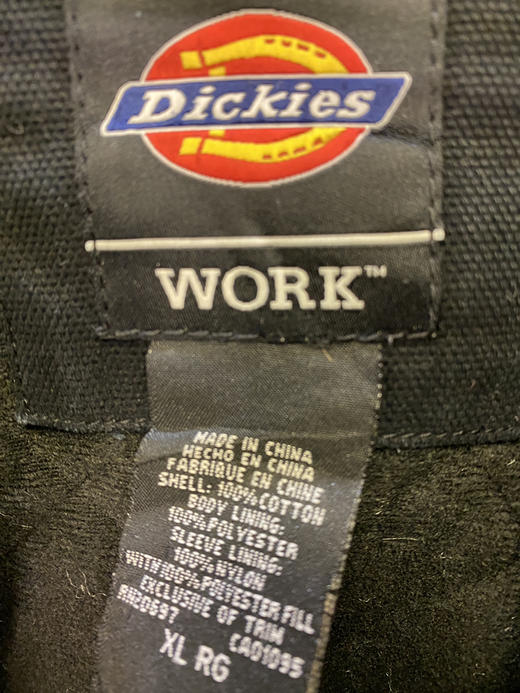 Dickies
WORK™
MADE IN CHINA
HECHO EN CHINA
FABRIQUE EN CHINE
SHELL: 100% COTTON
BODY LINING:
100% POLYESTER
SLEEVE LINING:
100% NYLON
WITH 100% POLYESTER FILL
EXCLUSIVE OF TRIM
CA01095
XL RG